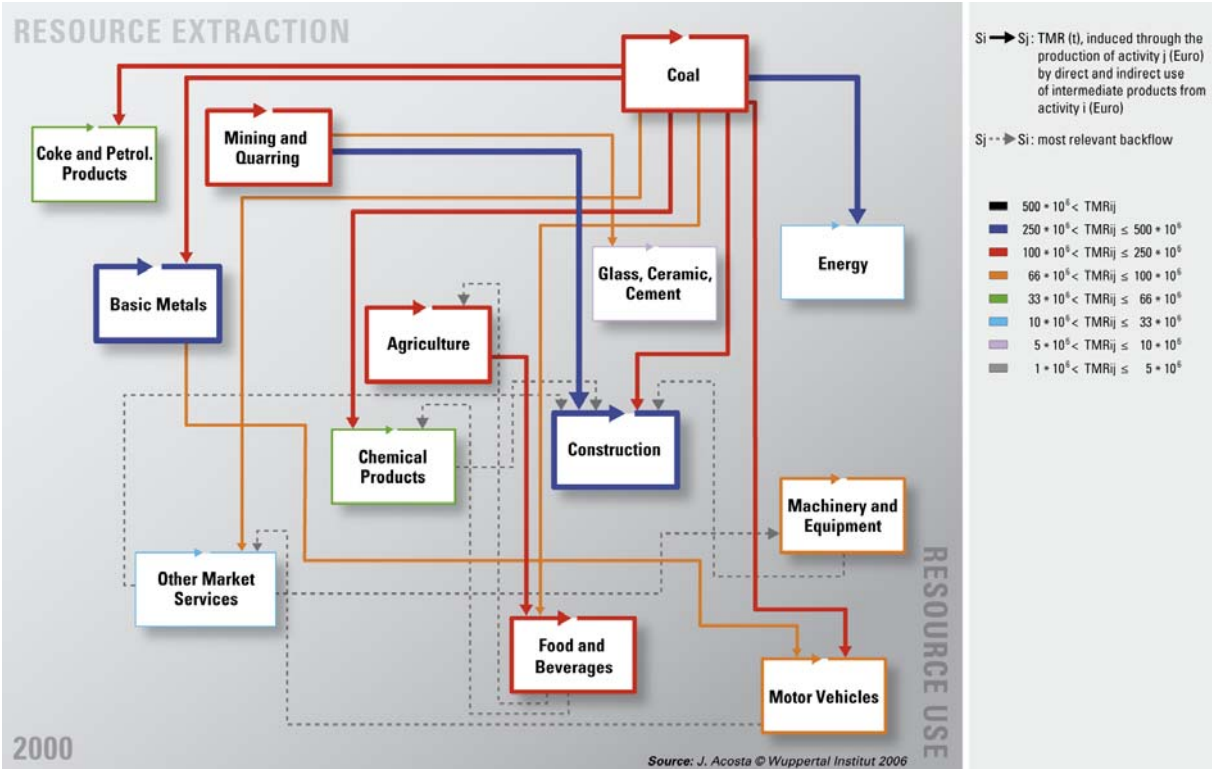 RESOURCE EXTRACTION
Coal
Coke and Petrol.
Products
Mining and
Quarring
Basic Metals
Agriculture
Glass, Ceramic,
Cement
Energy
Chemical
Products
Construction
Machinery and
Equipment
Other Market
Services
Food and
Beverages
Motor Vehicles
RESOURCE USE
2000
Source: J. Acosta © Wuppertal Institut 2006
Si → Sj: TMR (t), induced through the
production of activity j (Euro)
by direct and indirect use
of intermediate products from
activity i (Euro)
Sj ⇢ Si: most relevant backflow
500 * 10⁶ < TMRij
250 * 10⁶ < TMRij ≤ 500 * 10⁶
100 * 10⁶ < TMRij ≤ 250 * 10⁶
66 * 10⁶ < TMRij ≤ 100 * 10⁶
33 * 10⁶ < TMRij ≤ 66 * 10⁶
10 * 10⁶ < TMRij ≤ 33 * 10⁶
5 * 10⁶ < TMRij ≤ 10 * 10⁶
1 * 10⁶ < TMRij ≤ 5 * 10⁶